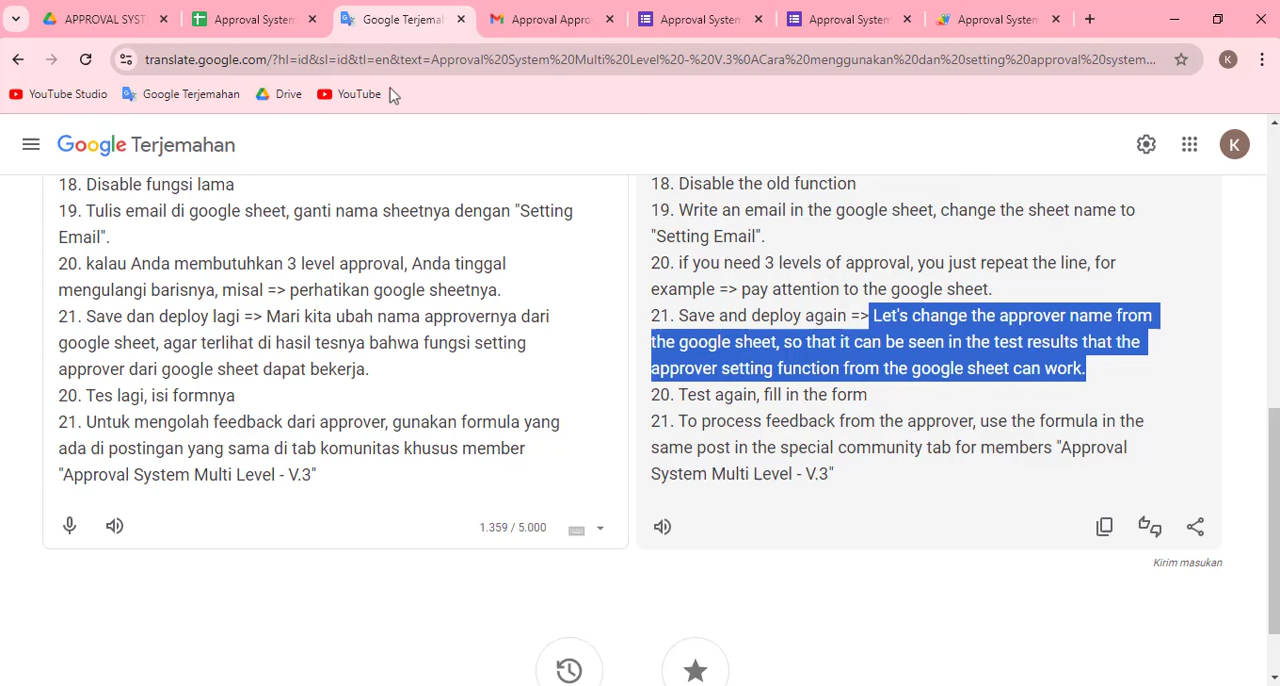 APPROVAL SYST
Approval System
Google Terjemah
Approval Appro
Approval System
Approval System
Approval System
translate.google.com/?hl=id&sl=id&tl=en&text=Approval%20System%20Multi%20Level%20-%20V.3%0ACara%20menggunakan%20dan%20setting%20approval%20system...
K
YouTube Studio
Google Terjemahan
Drive
YouTube
Google Terjemahan
K
18. Disable fungsi lama
19. Tulis email di google sheet, ganti nama sheetnya dengan "Setting
Email".
20. kalau Anda membutuhkan 3 level approval, Anda tinggal
mengulangi barisnya, misal => perhatikan google sheetnya.
21. Save dan deploy lagi => Mari kita ubah nama approvernya dari
google sheet, agar terlihat di hasil tesnya bahwa fungsi setting
approver dari google sheet dapat bekerja.
20. Tes lagi, isi formnya
21. Untuk mengolah feedback dari approver, gunakan formula yang
ada di postingan yang sama di tab komunitas khusus member
"Approval System Multi Level - V.3"
1.359 / 5.000
18. Disable the old function
19. Write an email in the google sheet, change the sheet name to
"Setting Email".
20. if you need 3 levels of approval, you just repeat the line, for
example => pay attention to the google sheet.
21. Save and deploy again => Let's change the approver name from
the google sheet, so that it can be seen in the test results that the
approver setting function from the google sheet can work.
20. Test again, fill in the form
21. To process feedback from the approver, use the formula in the
same post in the special community tab for members "Approval
System Multi Level - V.3"
Kirim masukan